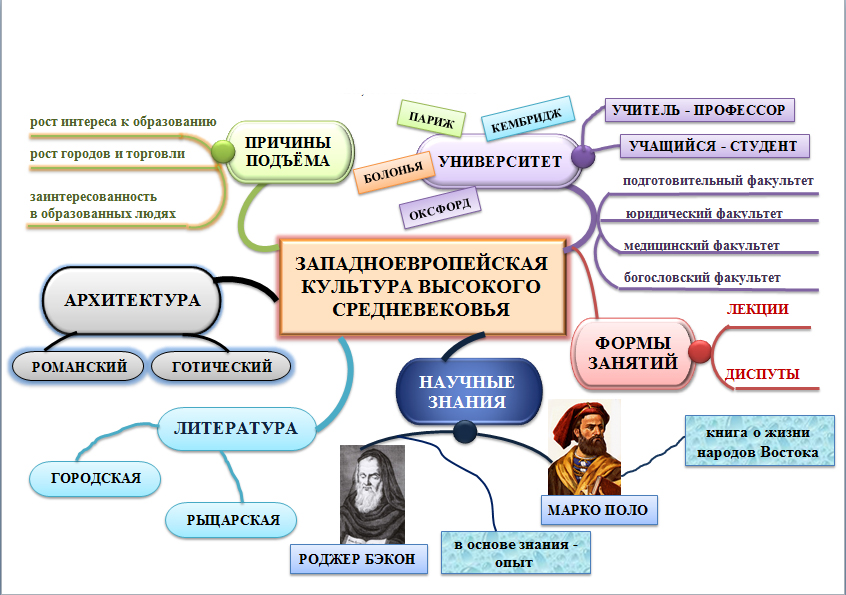 рост интереса к образованию
рост городов и торговли
заинтересованность
в образованных людях
ПРИЧИНЫ
ПОДЪЁМА
ПАРИЖ
КЕМБРИДЖ
БОЛОНЬЯ
УНИВЕРСИТЕТ
ОКСФОРД
УЧИТЕЛЬ - ПРОФЕССОР
УЧАЩИЙСЯ - СТУДЕНТ
подготовительный факультет
юридический факультет
медицинский факультет
богословский факультет
ЗАПАДНОЕВРОПЕЙСКАЯ
КУЛЬТУРА ВЫСОКОГО
СРЕДНЕВЕКОВЬЯ
АРХИТЕКТУРА
РОМАНСКИЙ
ГОТИЧЕСКИЙ
ФОРМЫ
ЗАНЯТИЙ
ЛЕКЦИИ
ДИСПУТЫ
НАУЧНЫЕ
ЗНАНИЯ
ЛИТЕРАТУРА
ГОРОДСКАЯ
РЫЦАРСКАЯ
РОДЖЕР БЭКОН
в основе знания -
опыт
МАРКО ПОЛО
книга о жизни
народов Востока